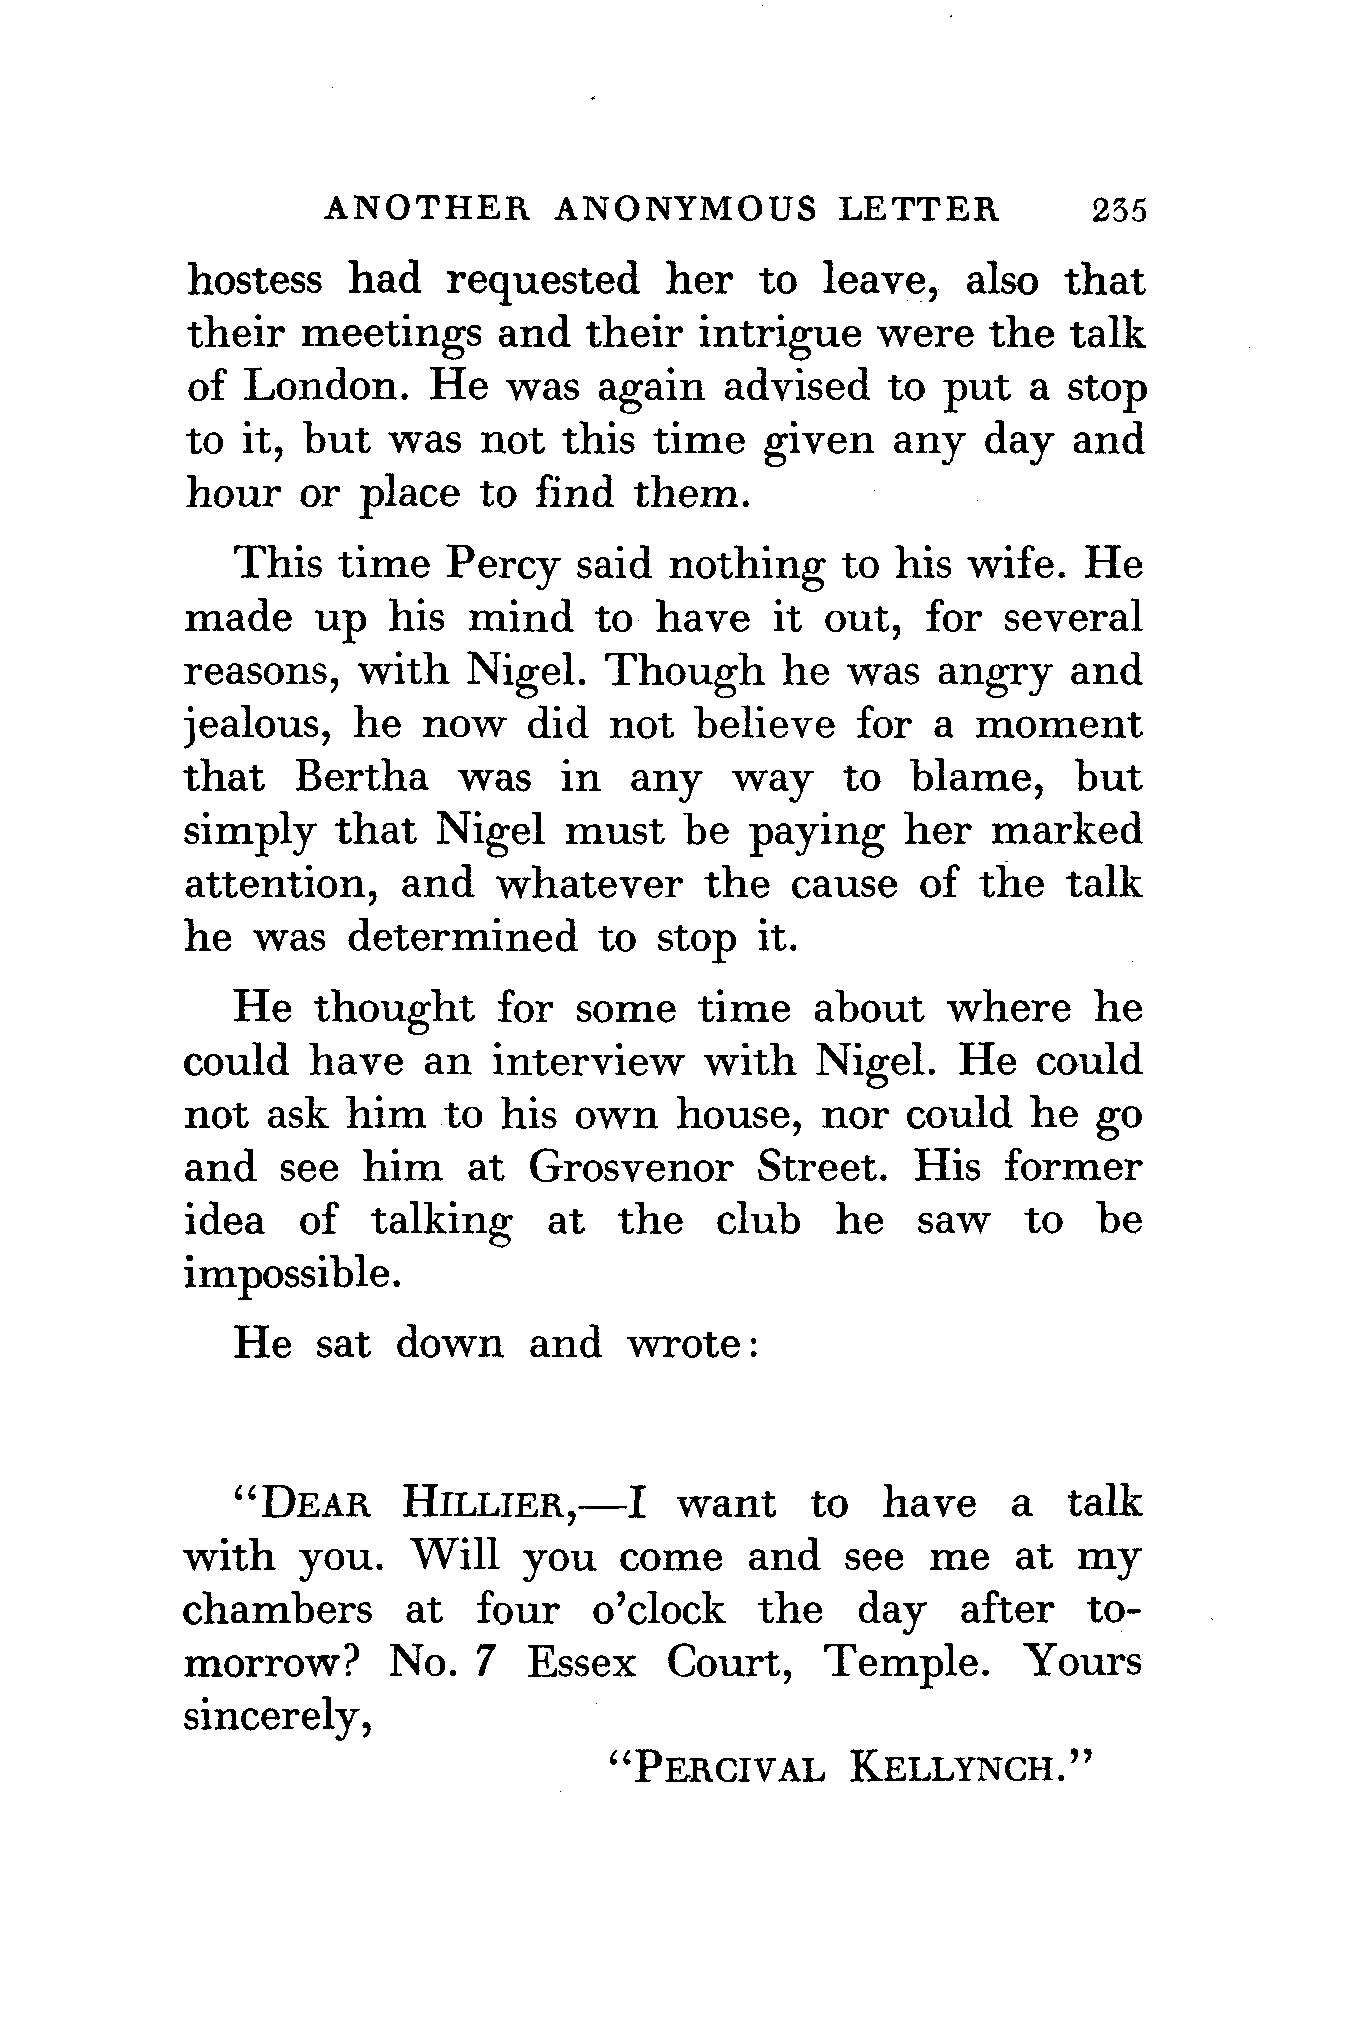 ANOTHER ANONYMOUS LETTER 235
hostess had requested her to leave, also that
their meetings and their intrigue were the talk
of London. He was again advised to put a stop
to it, but was not this time given any day and
hour or place to find them.
This time Percy said nothing to his wife. He
made up his mind to have it out, for several
reasons, with Nigel. Though he was angry and
jealous, he now did not believe for a moment
that Bertha was in any way to blame, but
simply that Nigel must be paying her marked
attention, and whatever the cause of the talk
he was determined to stop it.
He thought for some time about where he
could have an interview with Nigel. He could
not ask him to his own house, nor could he go
and see him at Grosvenor Street. His former
idea of talking at the club he saw to be
impossible.
He sat down and wrote:
“DEAR HILLIER,—I want to have a talk
with you. Will you come and see me at my
chambers at four o’clock the day after to-
morrow? No. 7 Essex Court, Temple. Yours
sincerely,
“PERCIVAL KELLYNCH.”